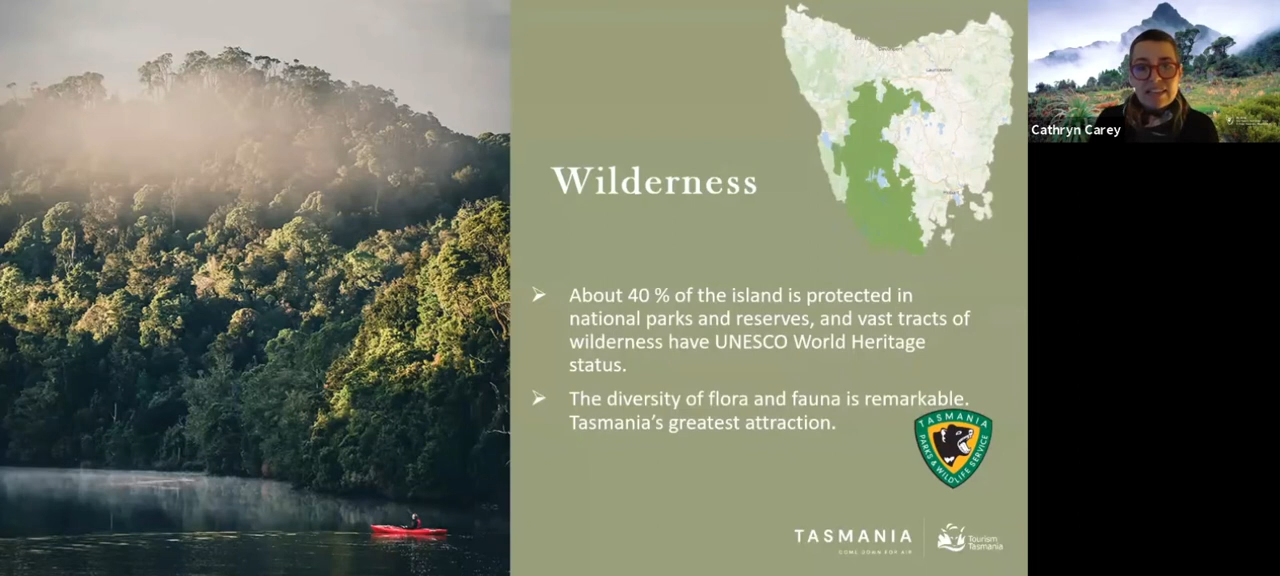 Wilderness
About 40 % of the island is protected in
national parks and reserves, and vast tracts of
wilderness have UNESCO World Heritage
status.
The diversity of flora and fauna is remarkable.
Tasmania’s greatest attraction.
TASMANIA
PARKS & WILDLIFE SERVICE
TASMANIA
COME DOWN FOR AIR
Tourism
Tasmania
Cathryn Carey